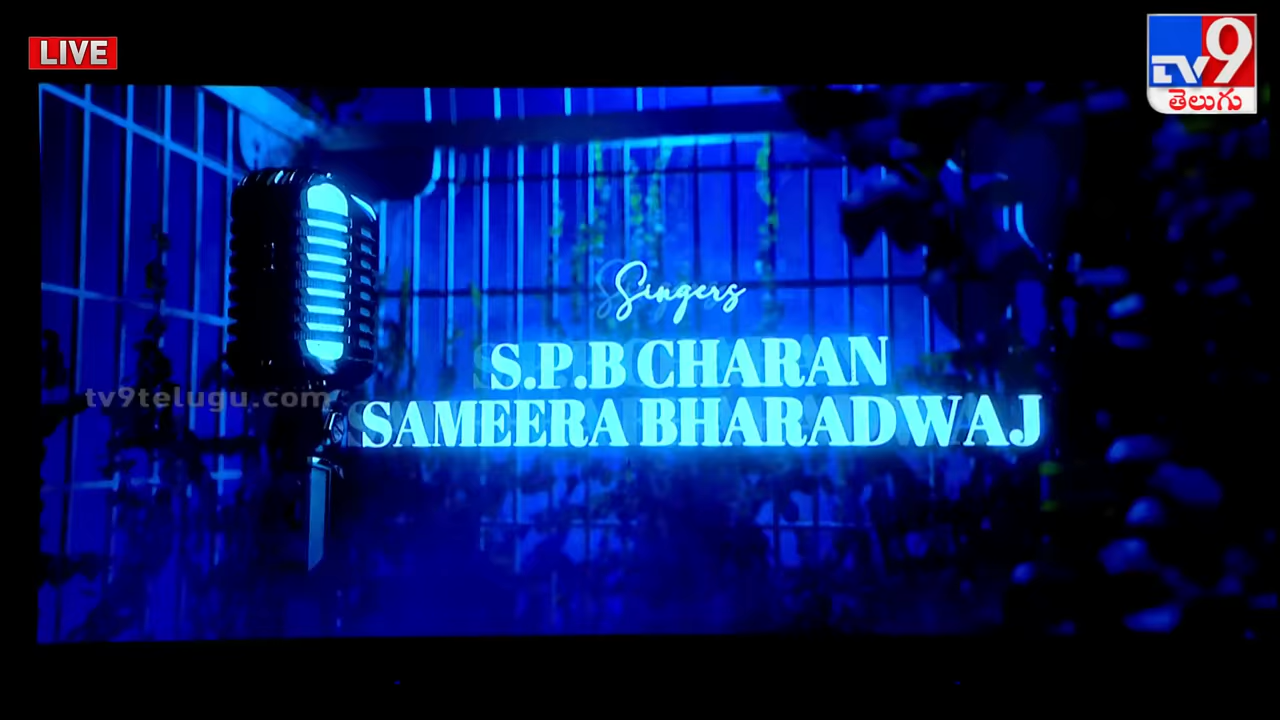 LIVE
TV9
తెలుగు
Singers
S.P.B CHARAN
tv9telugu.com
SAMEERA BHARADWAJ